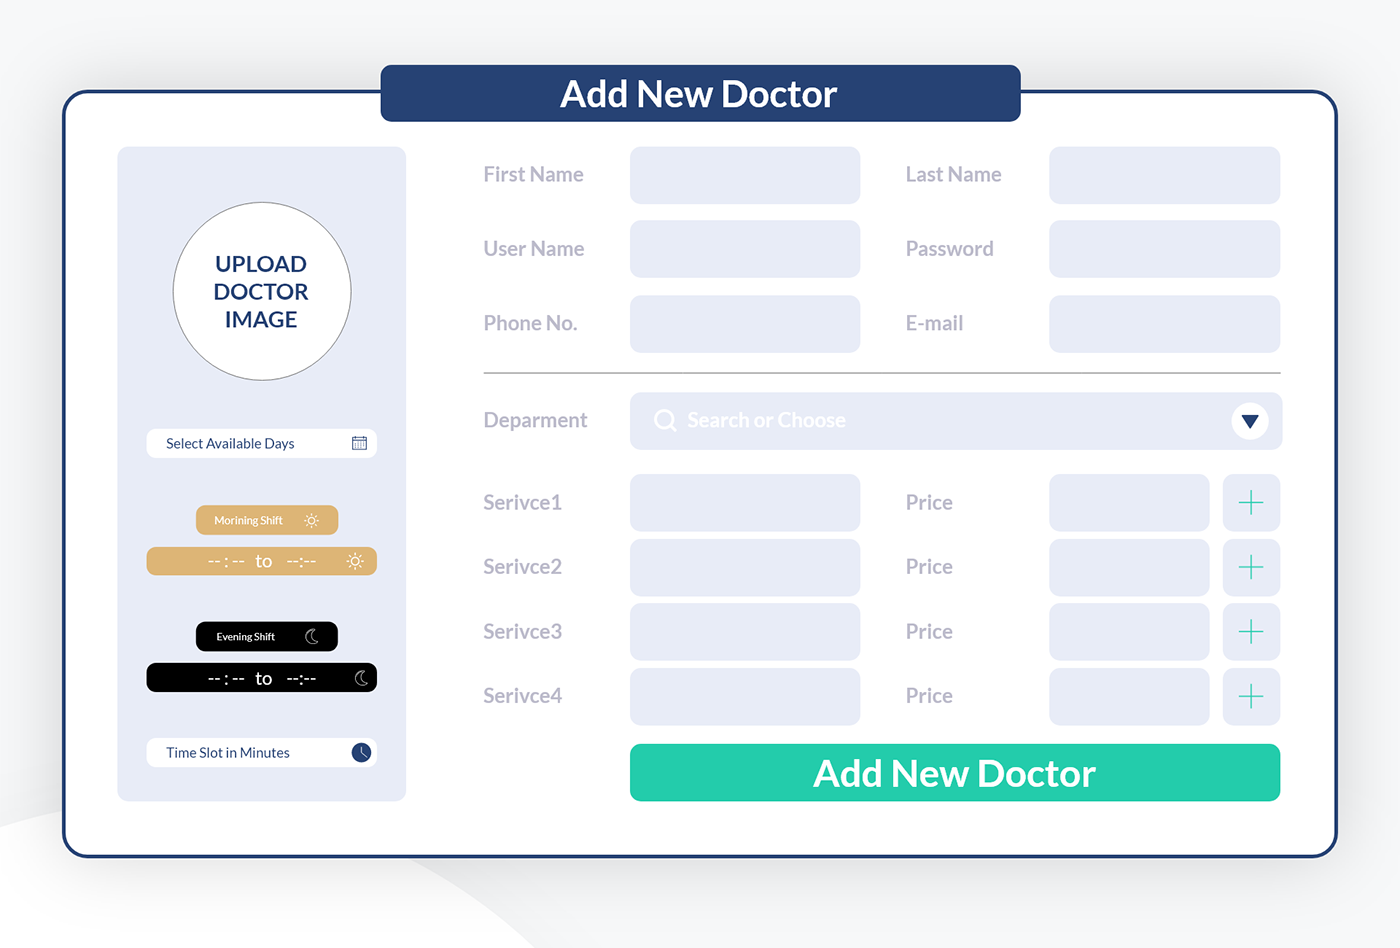 Add New Doctor
UPLOAD
DOCTOR
IMAGE
Select Available Days
Morining Shift
-- : -- to --:--
Evening Shift
-- : -- to --:--
Time Slot in Minutes
First Name
Last Name
User Name
Password
Phone No.
E-mail
Deparment
Search or Choose
Serivce1
Price
Serivce2
Price
Serivce3
Price
Serivce4
Price
Add New Doctor